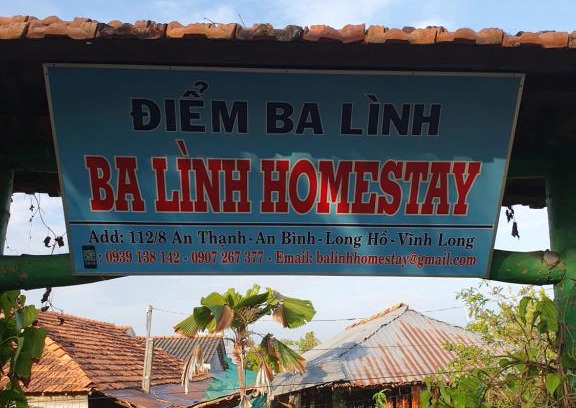 ĐIỂM BA LÌNH
BA LÌNH HOMESTAY
Add: 112/8 An Thạnh - An Bình - Long Hồ - Vĩnh Long
: 0939 138 142 - 0907 267 377 - Email: balinhhomestay@gmail.com